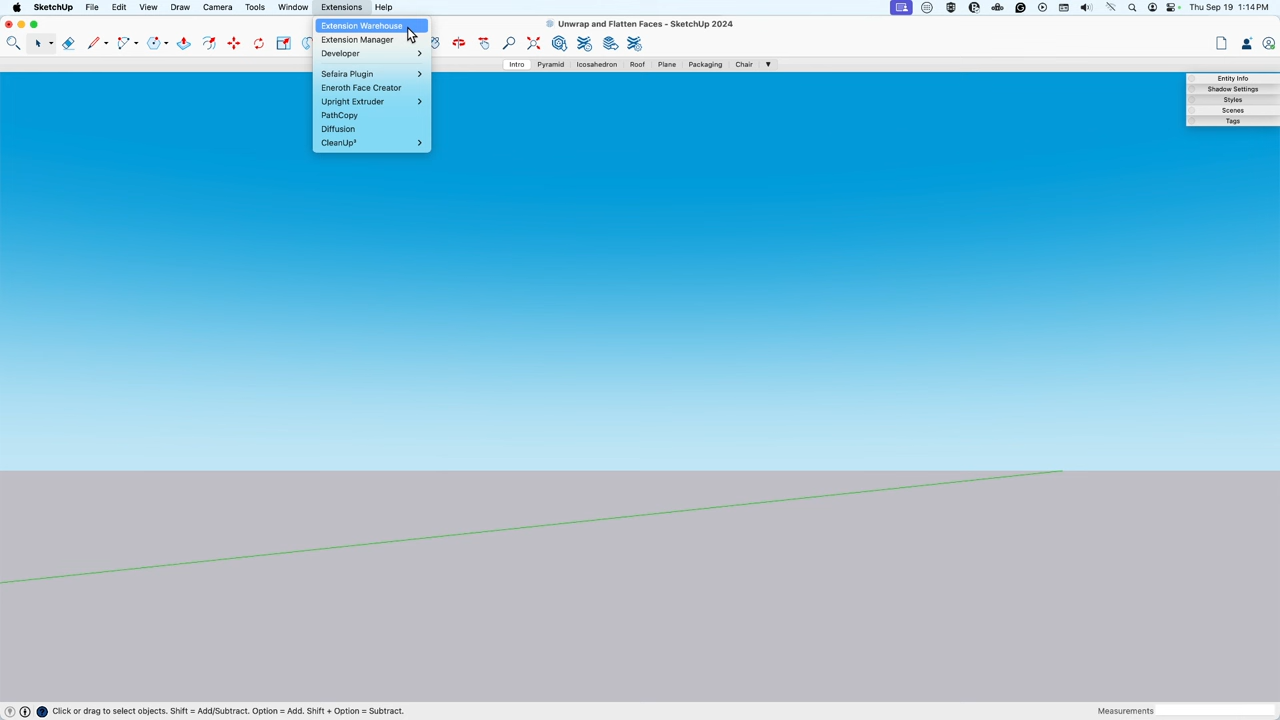 SketchUp File Edit View Draw Camera Tools Window Extensions Help Thu Sep 19 1:14 PM
Unwrap and Flatten Faces - SketchUp 2024
Extension Warehouse
Extension Manager
Developer
Sefaira Plugin
Eneroth Face Creator
Upright Extruder
PathCopy
Diffusion
CleanUp³
Intro Pyramid Icosahedron Roof Plane Packaging Chair
Entity Info
Shadow Settings
Styles
Scenes
Tags
Click or drag to select objects. Shift = Add/Subtract. Option = Add. Shift + Option = Subtract.
Measurements